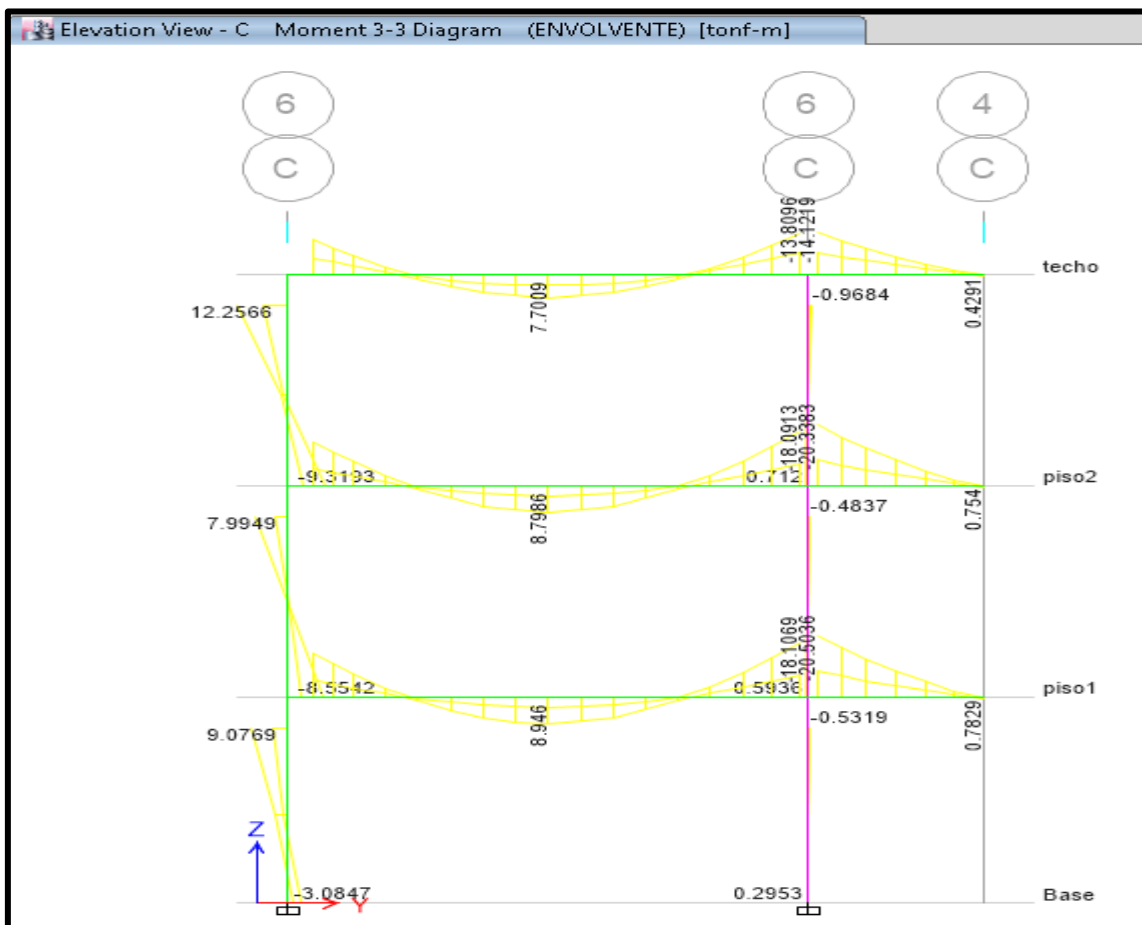 Elevation View - C Moment 3-3 Diagram (ENVOLVENTE) [tonf-m]
6 6 4
C C C
-13.8096
-14.1219
techo
12.2566
7.7009
-0.9684
0.4291
-18.0913
-20.3383
-9.3193
0.712
piso2
7.9949
8.7986
-0.4837
0.754
-18.1069
-20.5036
-8.5542
0.5936
piso1
9.0769
8.946
-0.5319
0.7829
Z
-3.0847
Y
0.2953
Base